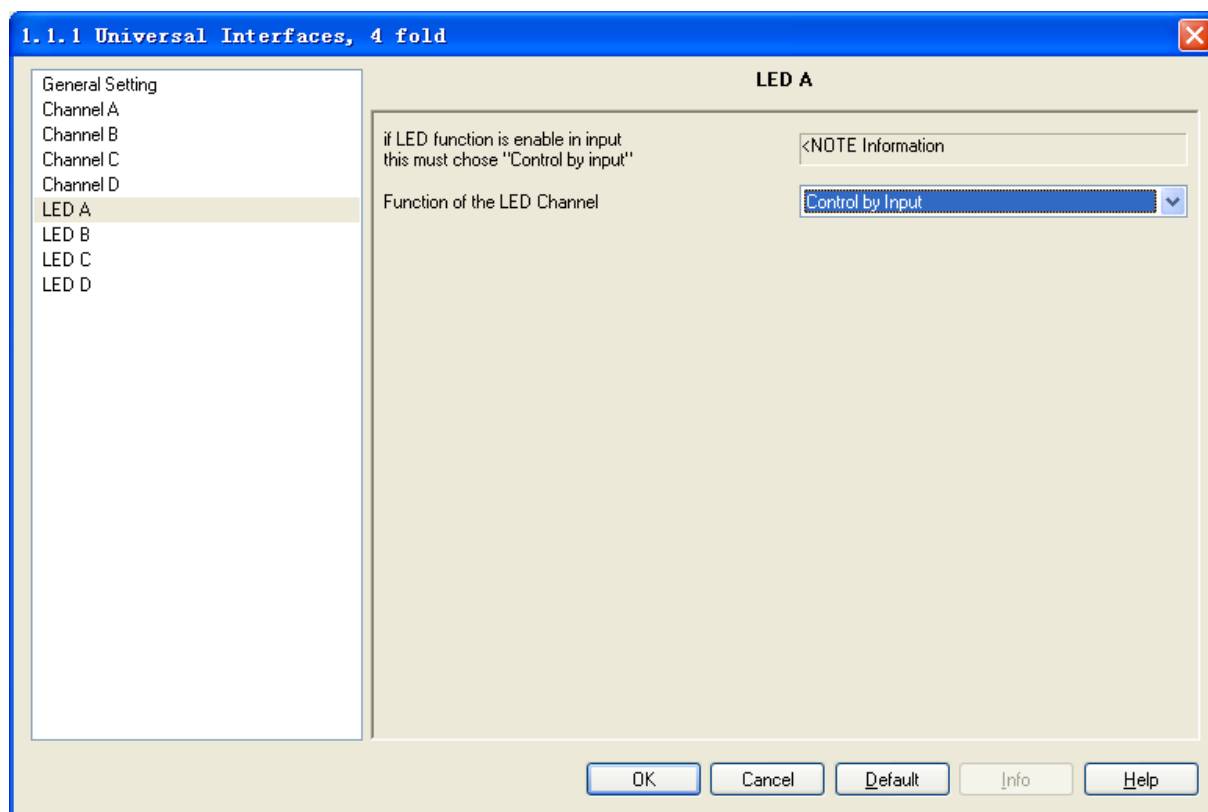 1.1.1 Universal Interfaces, 4 fold
General Setting
Channel A
Channel B
Channel C
Channel D
LED A
LED B
LED C
LED D
LED A
if LED function is enable in input
this must chose "Control by input"
<NOTE Information
Function of the LED Channel
Control by Input
OK
Cancel
Default
Info
Help